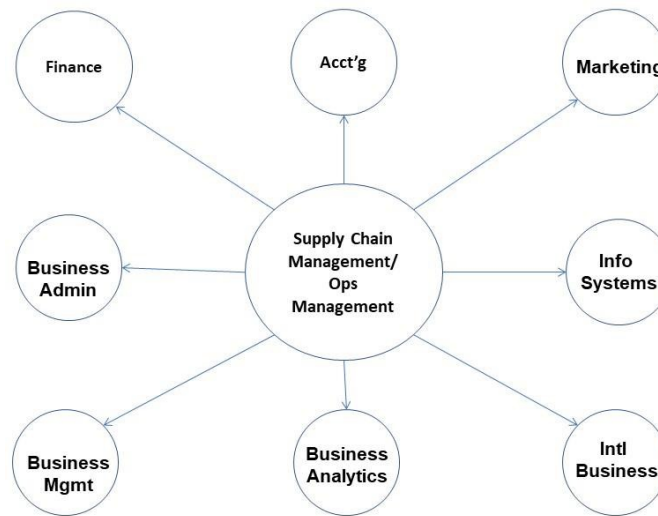 Finance
Acct'g
Marketing
Supply Chain
Management/
Ops
Management
Business
Admin
Info
Systems
Business
Mgmt
Business
Analytics
Intl
Business